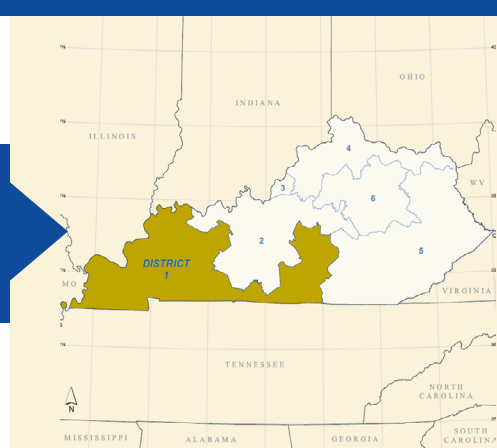 OHIO
INDIANA
ILLINOIS
4
3
6
WV
2
5
DISTRICT
1
MO
VIRGINIA
TENNESSEE
N
NORTH
CAROLINA
MISSISSIPPI
ALABAMA
GEORGIA
SOUTH
CAROLIN